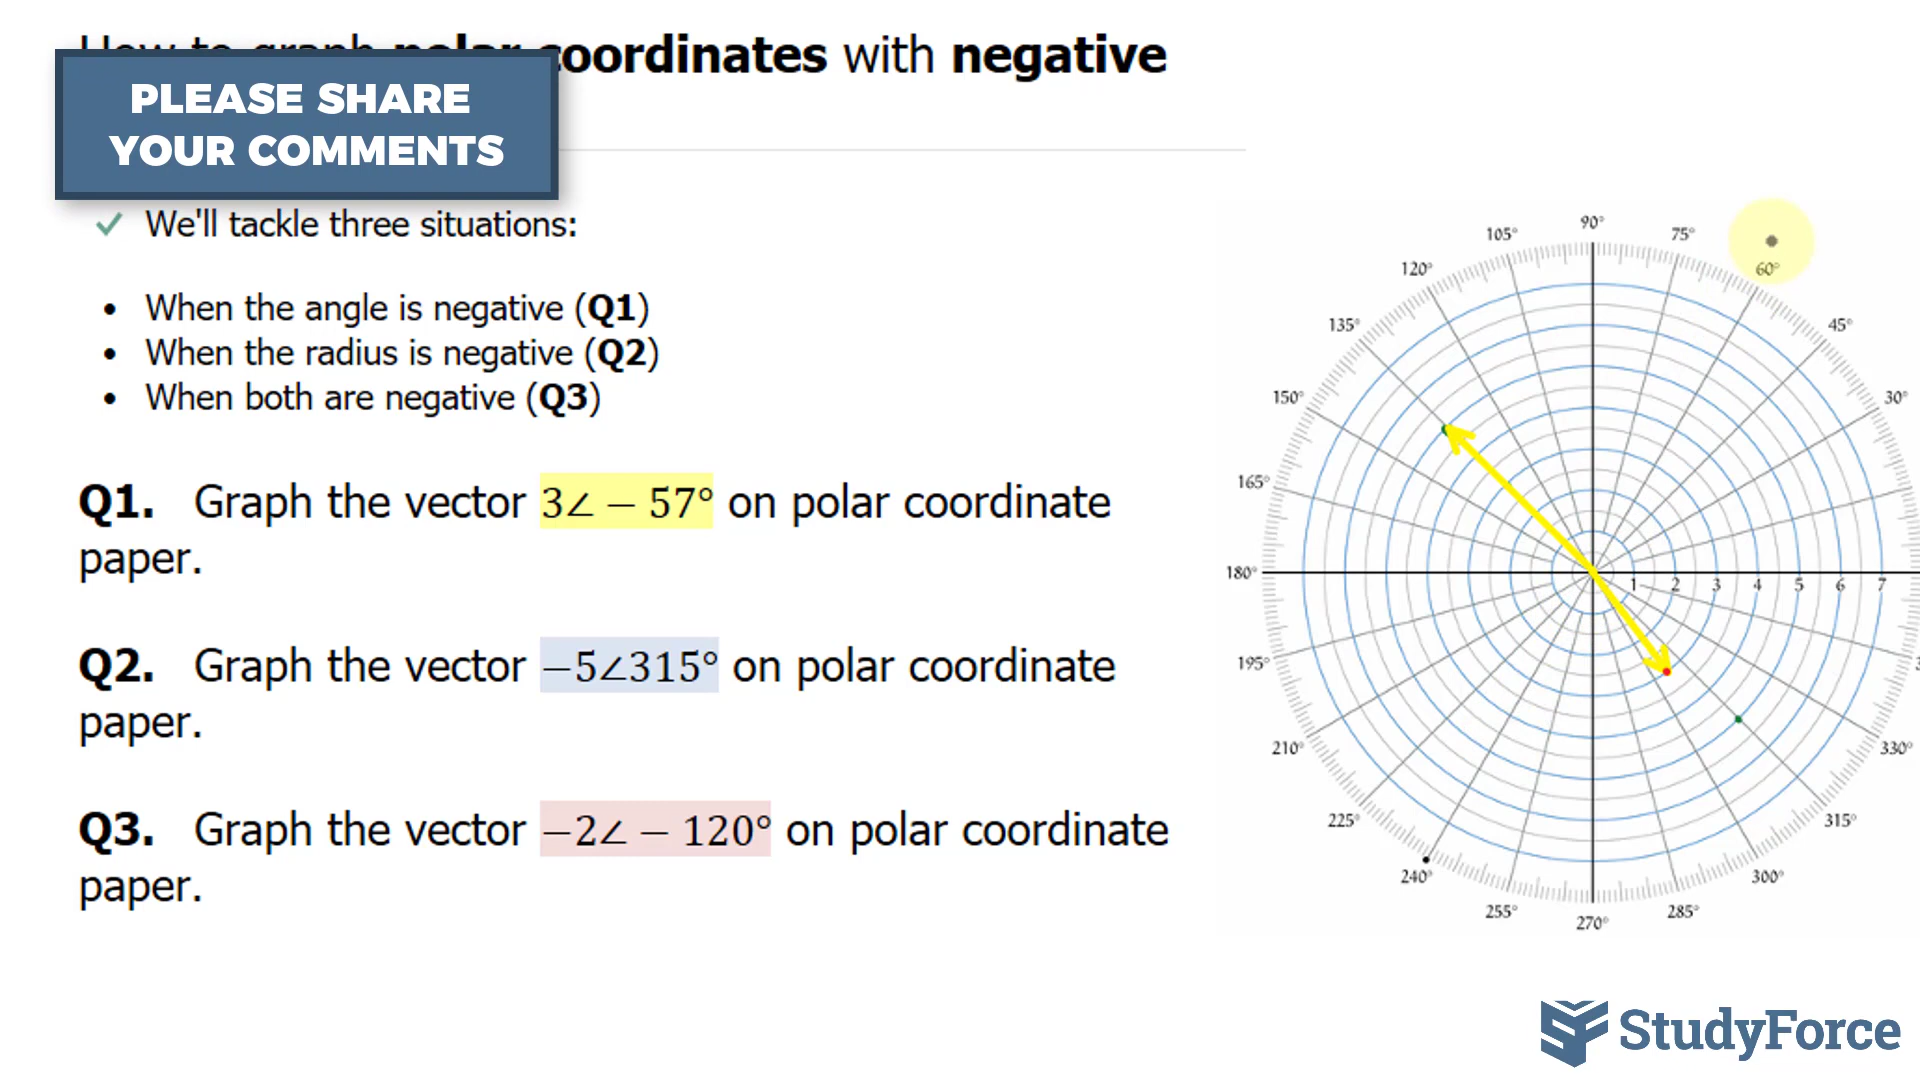 coordinates with negative
PLEASE SHARE
YOUR COMMENTS
We'll tackle three situations:
• When the angle is negative (Q1)
• When the radius is negative (Q2)
• When both are negative (Q3)
Q1. Graph the vector 3∠ − 57° on polar coordinate
paper.
Q2. Graph the vector −5∠315° on polar coordinate
paper.
Q3. Graph the vector −2∠ − 120° on polar coordinate
paper.
90°
105° 75°
120° 60°
135° 45°
150° 30°
165°
180° 1 2 3 4 5 6 7
195°
210° 330°
225° 315°
240° 300°
255° 285°
270°
StudyForce